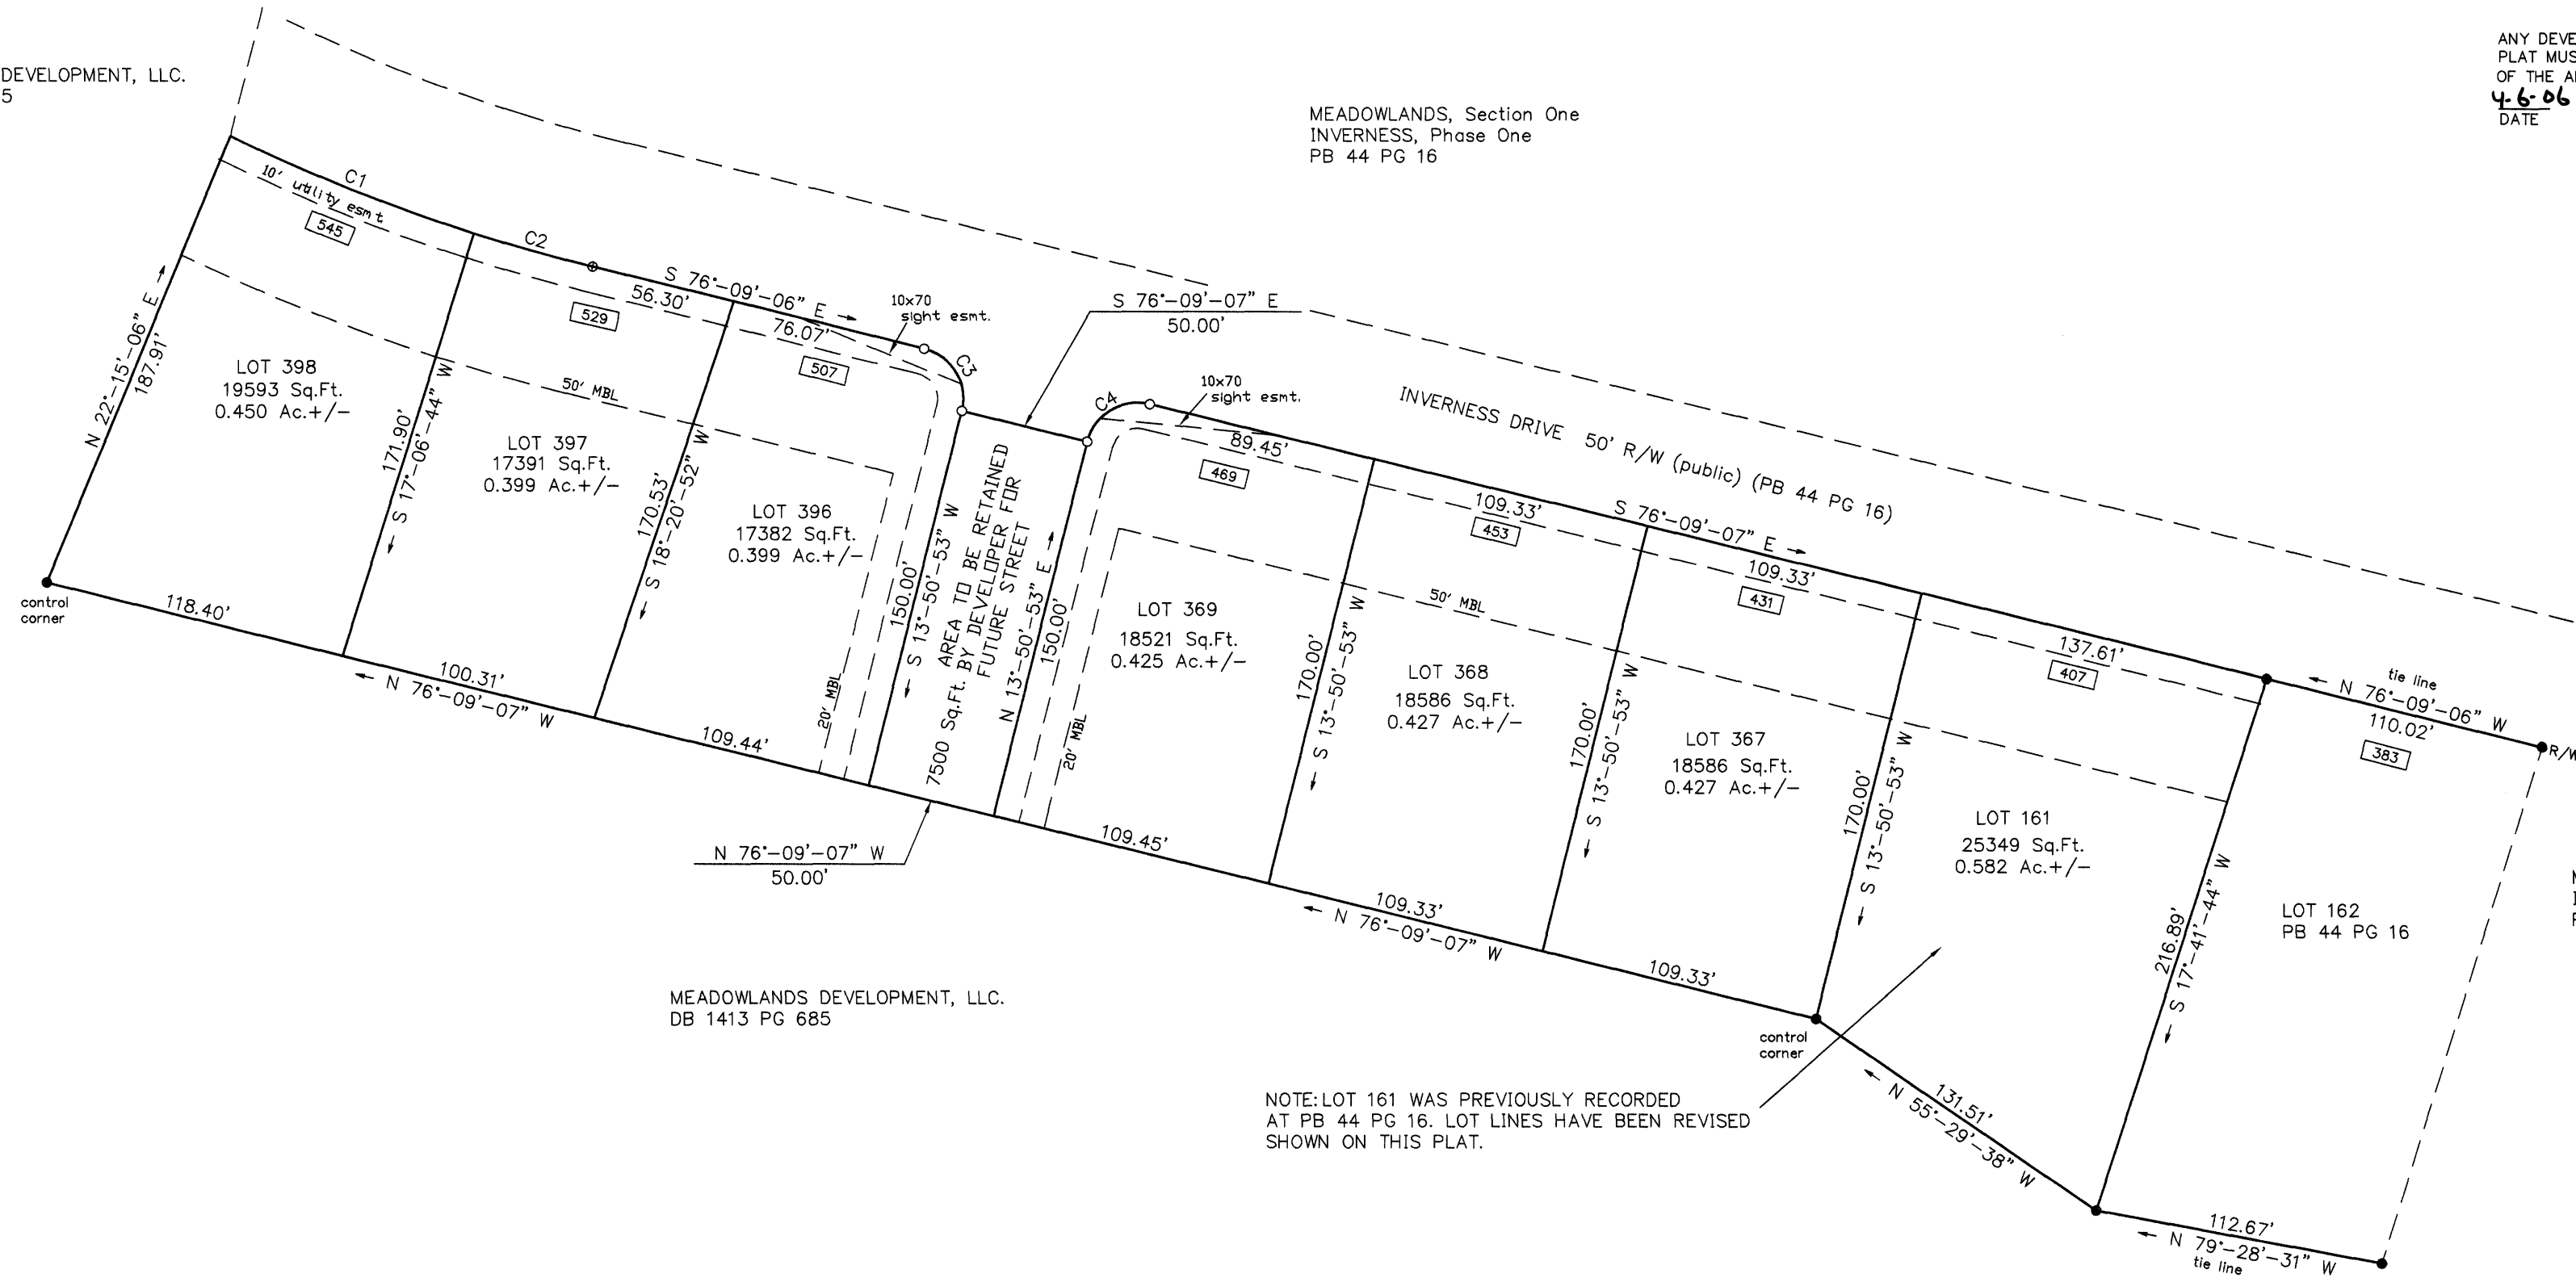 DEVELOPMENT, LLC.
5
MEADOWLANDS, Section One
INVERNESS, Phase One
PB 44 PG 16
ANY DEVE
PLAT MUS
OF THE A
4-6-06
DATE
C1
10' utility esmt.
545
C2
S 76°-09'-06" E
56.30'
529
76.07'
507
10x70
sight esmt.
C3
S 76°-09'-07" E
50.00'
C4
10x70
sight esmt.
89.45'
469
INVERNESS DRIVE 50' R/W (public) (PB 44 PG 16)
109.33'
453
S 76°-09'-07" E
109.33'
431
137.61'
407
tie line
N 76°-09'-06" W
110.02'
383
R/W
N 22°-15'-06" E
187.91'
LOT 398
19593 Sq.Ft.
0.450 Ac.+/-
171.90'
S 17°-06'-44" W
50' MBL
LOT 397
17391 Sq.Ft.
0.399 Ac.+/-
170.53'
S 18°-20'-52" W
LOT 396
17382 Sq.Ft.
0.399 Ac.+/-
20' MBL
150.00'
S 13°-50'-53" W
7500 Sq.Ft.
AREA TO BE RETAINED
BY DEVELOPER FOR
FUTURE STREET
N 13°-50'-53" E
150.00'
20' MBL
LOT 369
18521 Sq.Ft.
0.425 Ac.+/-
170.00'
S 13°-50'-53" W
50' MBL
LOT 368
18586 Sq.Ft.
0.427 Ac.+/-
170.00'
S 13°-50'-53" W
LOT 367
18586 Sq.Ft.
0.427 Ac.+/-
170.00'
S 13°-50'-53" W
LOT 161
25349 Sq.Ft.
0.582 Ac.+/-
216.89'
S 17°-41'-44" W
LOT 162
PB 44 PG 16
control
corner
118.40'
100.31'
N 76°-09'-07" W
109.44'
N 76°-09'-07" W
50.00'
109.45'
109.33'
N 76°-09'-07" W
109.33'
control
corner
MEADOWLANDS DEVELOPMENT, LLC.
DB 1413 PG 685
NOTE: LOT 161 WAS PREVIOUSLY RECORDED
AT PB 44 PG 16. LOT LINES HAVE BEEN REVISED
SHOWN ON THIS PLAT.
131.51'
N 55°-29'-38" W
112.67'
N 79°-28'-31" W
tie line